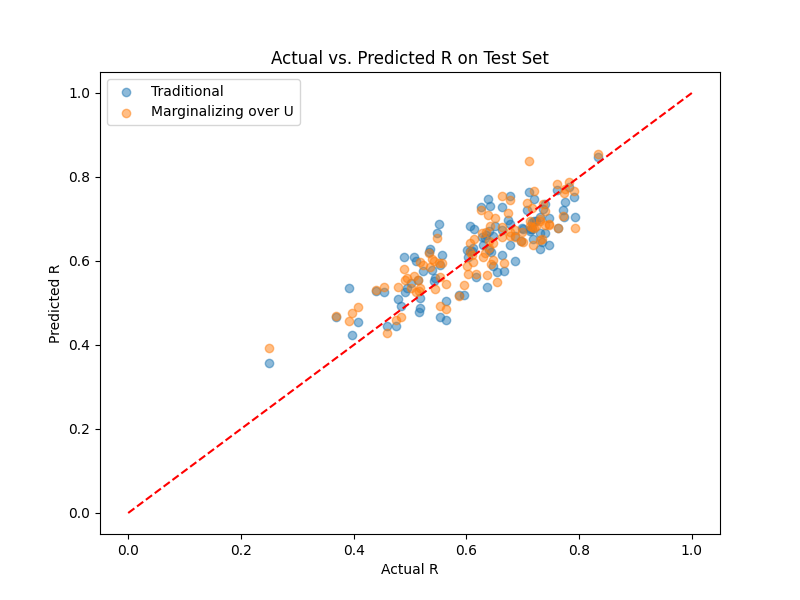 Actual vs. Predicted R on Test Set
Traditional
Marginalizing over U
1.0
0.8
0.6
0.4
0.2
0.0
Predicted R
0.0 0.2 0.4 0.6 0.8 1.0
Actual R